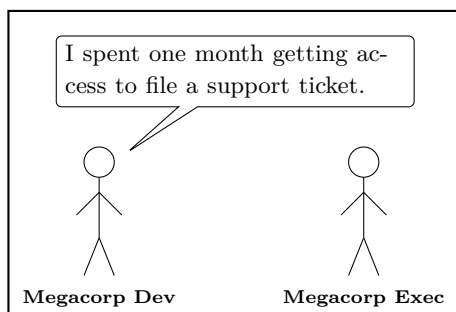 I spent one month getting ac-
cess to file a support ticket.
Megacorp Dev
Megacorp Exec